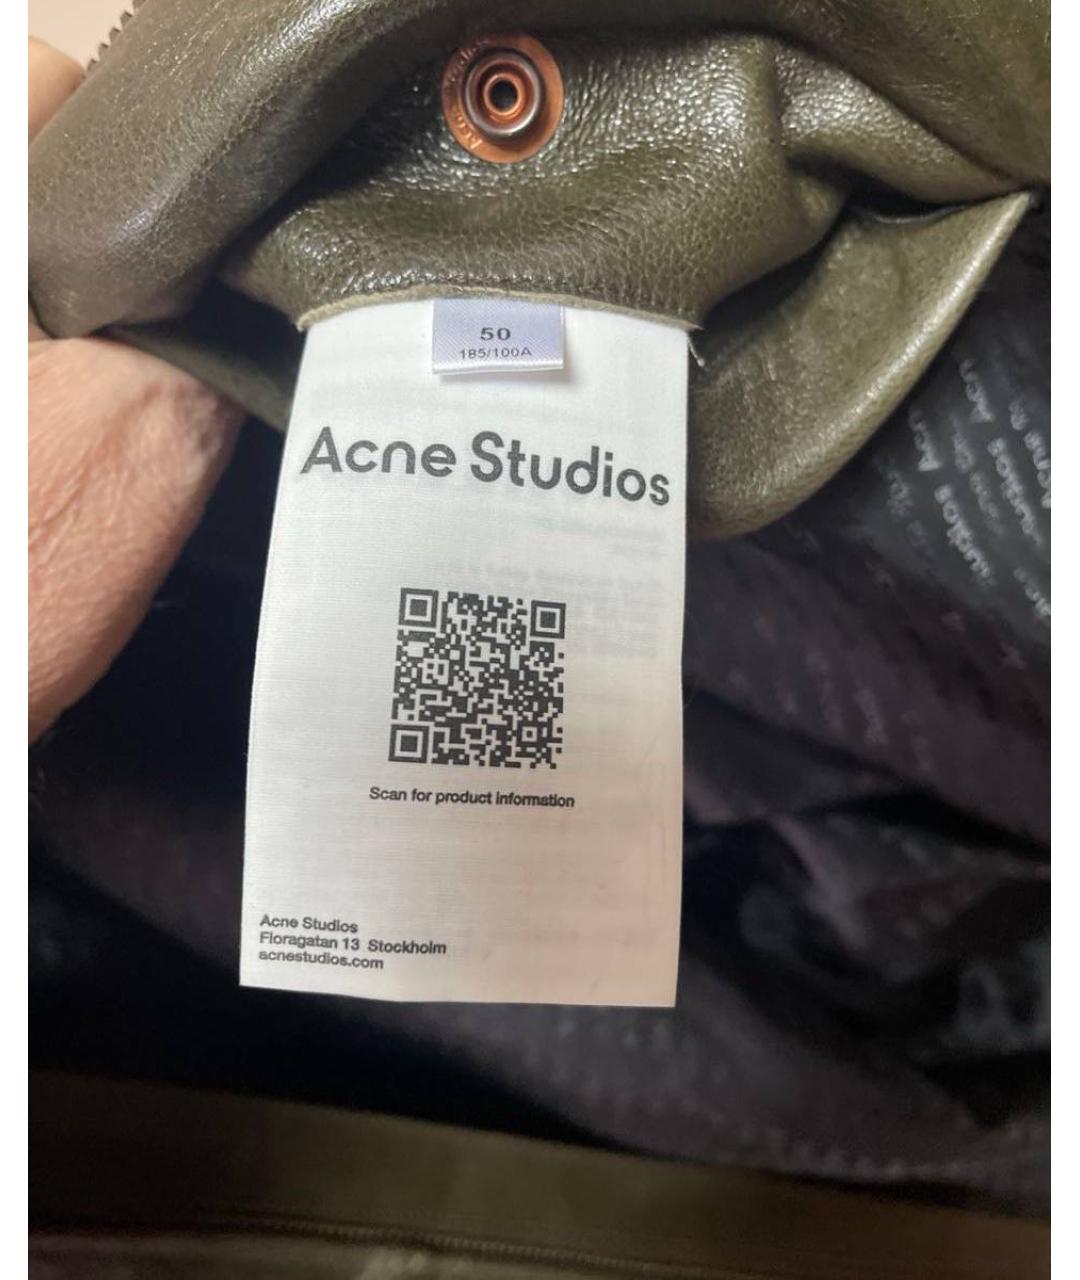 50
185/100A
Acne Studios
Scan for product information
Acne Studios
Floragatan 13 Stockholm
acnestudios.com